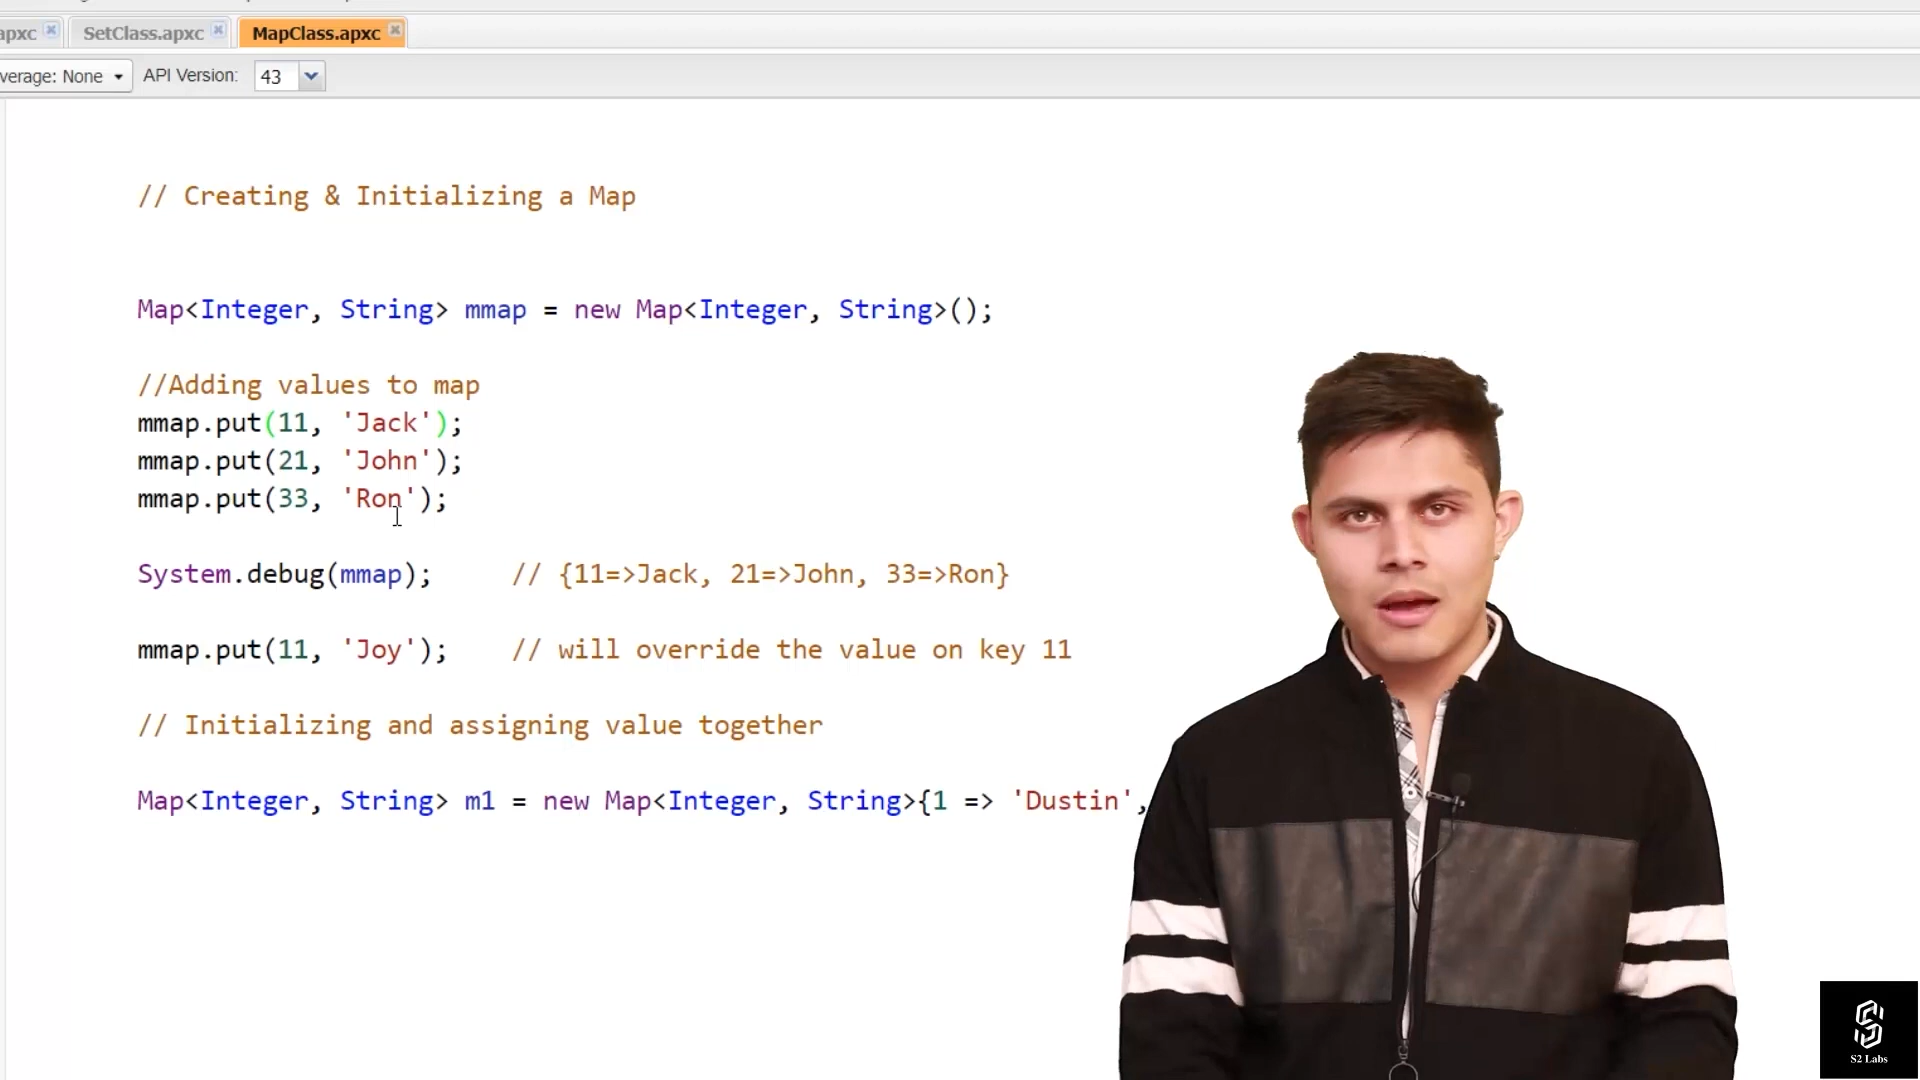 apxc SetClass.apxc MapClass.apxc
verage: None API Version: 43
// Creating & Initializing a Map
Map<Integer, String> mmap = new Map<Integer, String>();
//Adding values to map
mmap.put(11, 'Jack');
mmap.put(21, 'John');
mmap.put(33, 'Ron');
System.debug(mmap); // {11=>Jack, 21=>John, 33=>Ron}
mmap.put(11, 'Joy'); // will override the value on key 11
// Initializing and assigning value together
Map<Integer, String> m1 = new Map<Integer, String>{1 => 'Dustin',
S2 Labs